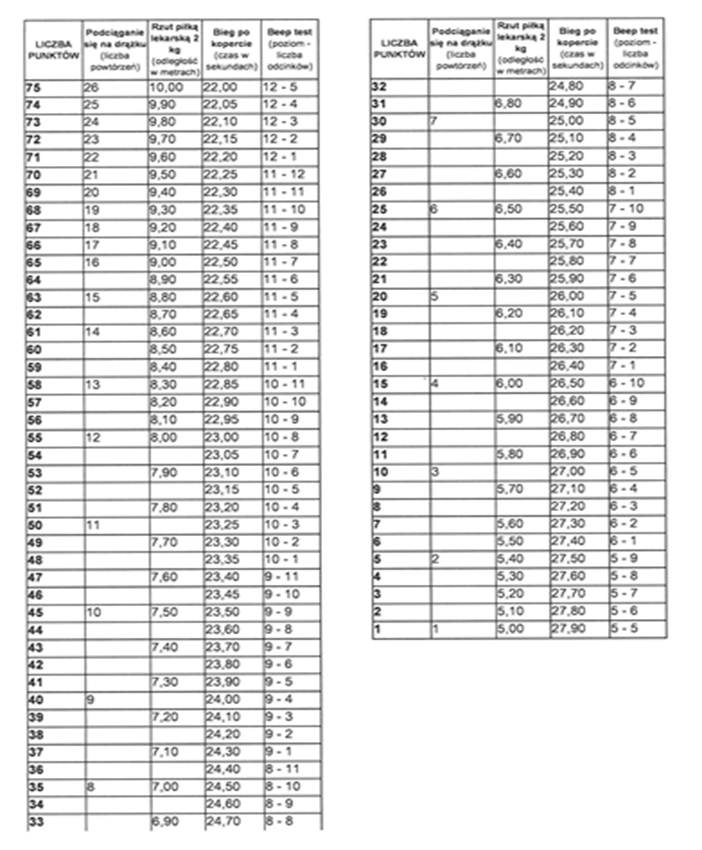 LICZBA PUNKTÓW | Podciąganie się na drążku (liczba powtórzeń) | Rzut piłką lekarską 2 kg (odległość w metrach) | Bieg po kopercie (czas w sekundach) | Beep test (poziom - liczba odcinków)
75 26 10,00 22,00 12 - 5
74 25 9,90 22,05 12 - 4
73 24 9,80 22,10 12 - 3
72 23 9,70 22,15 12 - 2
71 22 9,60 22,20 12 - 1
70 21 9,50 22,25 11 - 12
69 20 9,40 22,30 11 - 11
68 19 9,30 22,35 11 - 10
67 18 9,20 22,40 11 - 9
66 17 9,10 22,45 11 - 8
65 16 9,00 22,50 11 - 7
64 8,90 22,55 11 - 6
63 15 8,80 22,60 11 - 5
62 8,70 22,65 11 - 4
61 14 8,60 22,70 11 - 3
60 8,50 22,75 11 - 2
59 8,40 22,80 11 - 1
58 13 8,30 22,85 10 - 11
57 8,20 22,90 10 - 10
56 8,10 22,95 10 - 9
55 12 8,00 23,00 10 - 8
54 23,05 10 - 7
53 7,90 23,10 10 - 6
52 23,15 10 - 5
51 7,80 23,20 10 - 4
50 11 23,25 10 - 3
49 7,70 23,30 10 - 2
48 23,35 10 - 1
47 7,60 23,40 9 - 11
46 23,45 9 - 10
45 10 7,50 23,50 9 - 9
44 23,60 9 - 8
43 7,40 23,70 9 - 7
42 23,80 9 - 6
41 7,30 23,90 9 - 5
40 9 24,00 9 - 4
39 7,20 24,10 9 - 3
38 24,20 9 - 2
37 7,10 24,30 9 - 1
36 24,40 8 - 11
35 8 7,00 24,50 8 - 10
34 24,60 8 - 9
33 6,90 24,70 8 - 8
LICZBA PUNKTÓW | Podciąganie się na drążku (liczba powtórzeń) | Rzut piłką lekarską 2 kg (odległość w metrach) | Bieg po kopercie (czas w sekundach) | Beep test (poziom - liczba odcinków)
32 24,80 8 - 7
31 6,80 24,90 8 - 6
30 7 25,00 8 - 5
29 6,70 25,10 8 - 4
28 25,20 8 - 3
27 6,60 25,30 8 - 2
26 25,40 8 - 1
25 6 6,50 25,50 7 - 10
24 25,60 7 - 9
23 6,40 25,70 7 - 8
22 25,80 7 - 7
21 6,30 25,90 7 - 6
20 5 26,00 7 - 5
19 6,20 26,10 7 - 4
18 26,20 7 - 3
17 6,10 26,30 7 - 2
16 26,40 7 - 1
15 4 6,00 26,50 6 - 10
14 26,60 6 - 9
13 5,90 26,70 6 - 8
12 26,80 6 - 7
11 5,80 26,90 6 - 6
10 3 27,00 6 - 5
9 5,70 27,10 6 - 4
8 27,20 6 - 3
7 5,60 27,30 6 - 2
6 5,50 27,40 6 - 1
5 2 5,40 27,50 5 - 9
4 5,30 27,60 5 - 8
3 5,20 27,70 5 - 7
2 5,10 27,80 5 - 6
1 1 5,00 27,90 5 - 5